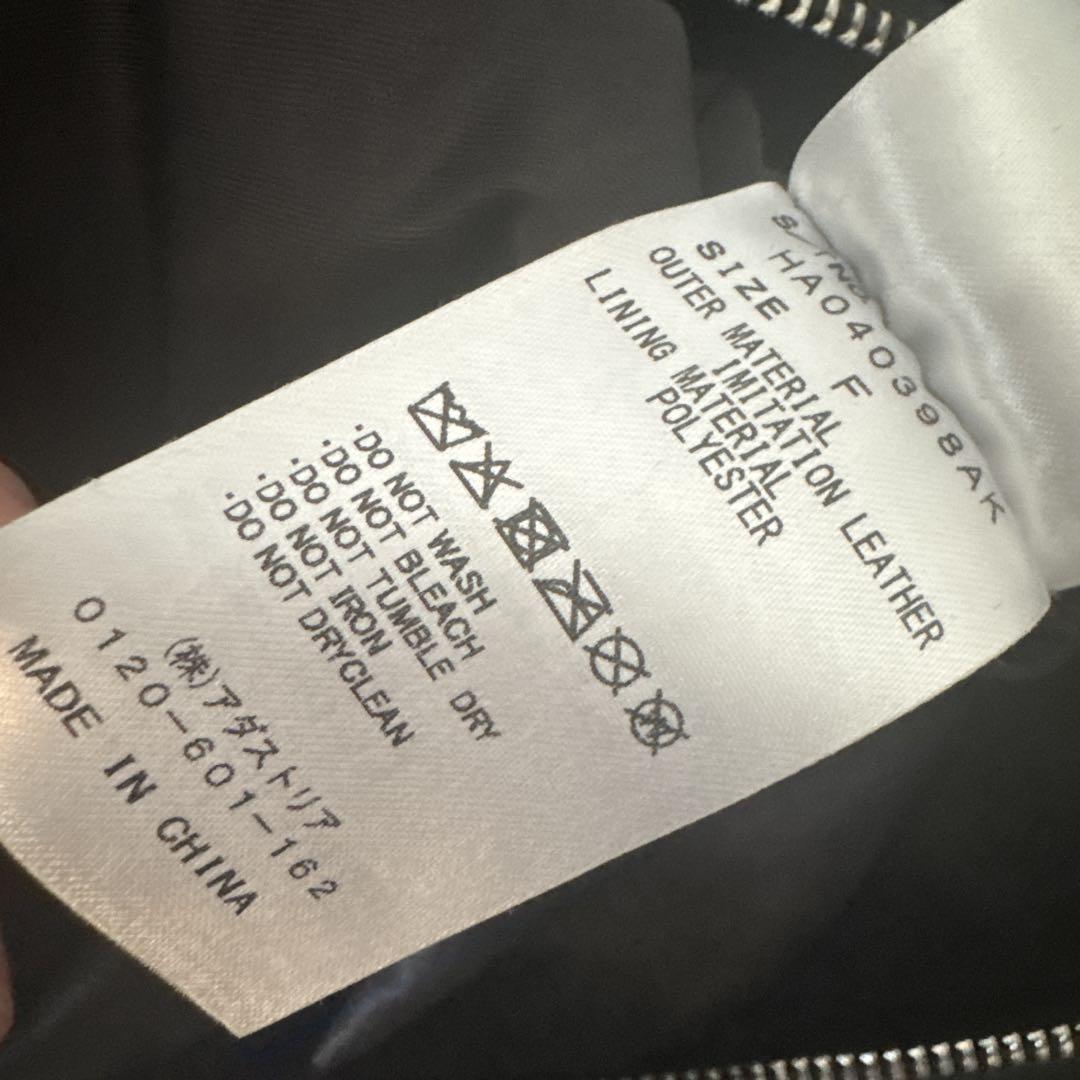 S/TNO.
HA040398AK
SIZE F
OUTER MATERIAL
IMITATION LEATHER
LINING MATERIAL
POLYESTER
·DO NOT WASH
·DO NOT BLEACH
·DO NOT TUMBLE DRY
·DO NOT IRON
·DO NOT DRYCLEAN
(株)アダストリア
0120-601-162
MADE IN CHINA